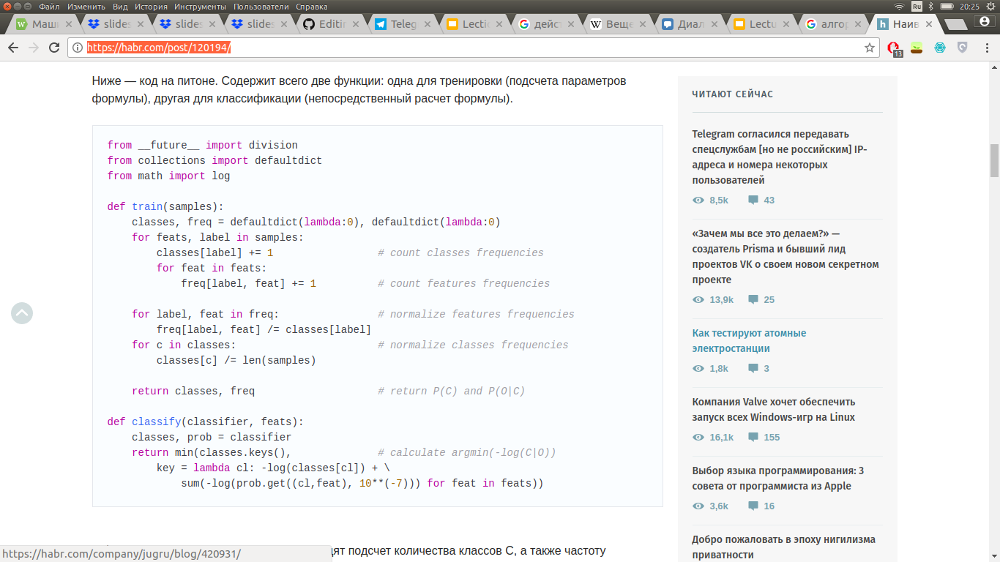 Файл Изменить Вид История Инструменты Пользователи Справка
Ru 20:25
Маши
slides
slides
slides
Editin
Teleg
Lectio
дейст
Веще
Диал
Lectu
алгор
Наив
https://habr.com/post/120194/
13
Ниже — код на питоне. Содержит всего две функции: одна для тренировки (подсчета параметров
формулы), другая для классификации (непосредственный расчет формулы).
from __future__ import division
from collections import defaultdict
from math import log
def train(samples):
    classes, freq = defaultdict(lambda:0), defaultdict(lambda:0)
    for feats, label in samples:
        classes[label] += 1                 # count classes frequencies
        for feat in feats:
            freq[label, feat] += 1          # count features frequencies
    for label, feat in freq:                # normalize features frequencies
        freq[label, feat] /= classes[label]
    for c in classes:                       # normalize classes frequencies
        classes[c] /= len(samples)
    return classes, freq                    # return P(C) and P(O|C)
def classify(classifier, feats):
    classes, prob = classifier
    return min(classes.keys(),              # calculate argmin(-log(C|O))
        key = lambda cl: -log(classes[cl]) + \
            sum(-log(prob.get((cl,feat), 10**(-7))) for feat in feats))
дят подсчет количества классов C, а также частоту
https://habr.com/company/jugru/blog/420931/
ЧИТАЮТ СЕЙЧАС
Telegram согласился передавать
спецслужбам [но не российским] IP-
адреса и номера некоторых
пользователей
8,5k 43
«Зачем мы все это делаем?» —
создатель Prisma и бывший лид
проектов VK о своем новом секретном
проекте
13,9k 25
Как тестируют атомные
электростанции
1,8k 3
Компания Valve хочет обеспечить
запуск всех Windows-игр на Linux
16,1k 155
Выбор языка программирования: 3
совета от программиста из Apple
3,6k 16
Добро пожаловать в эпоху нигилизма
приватности